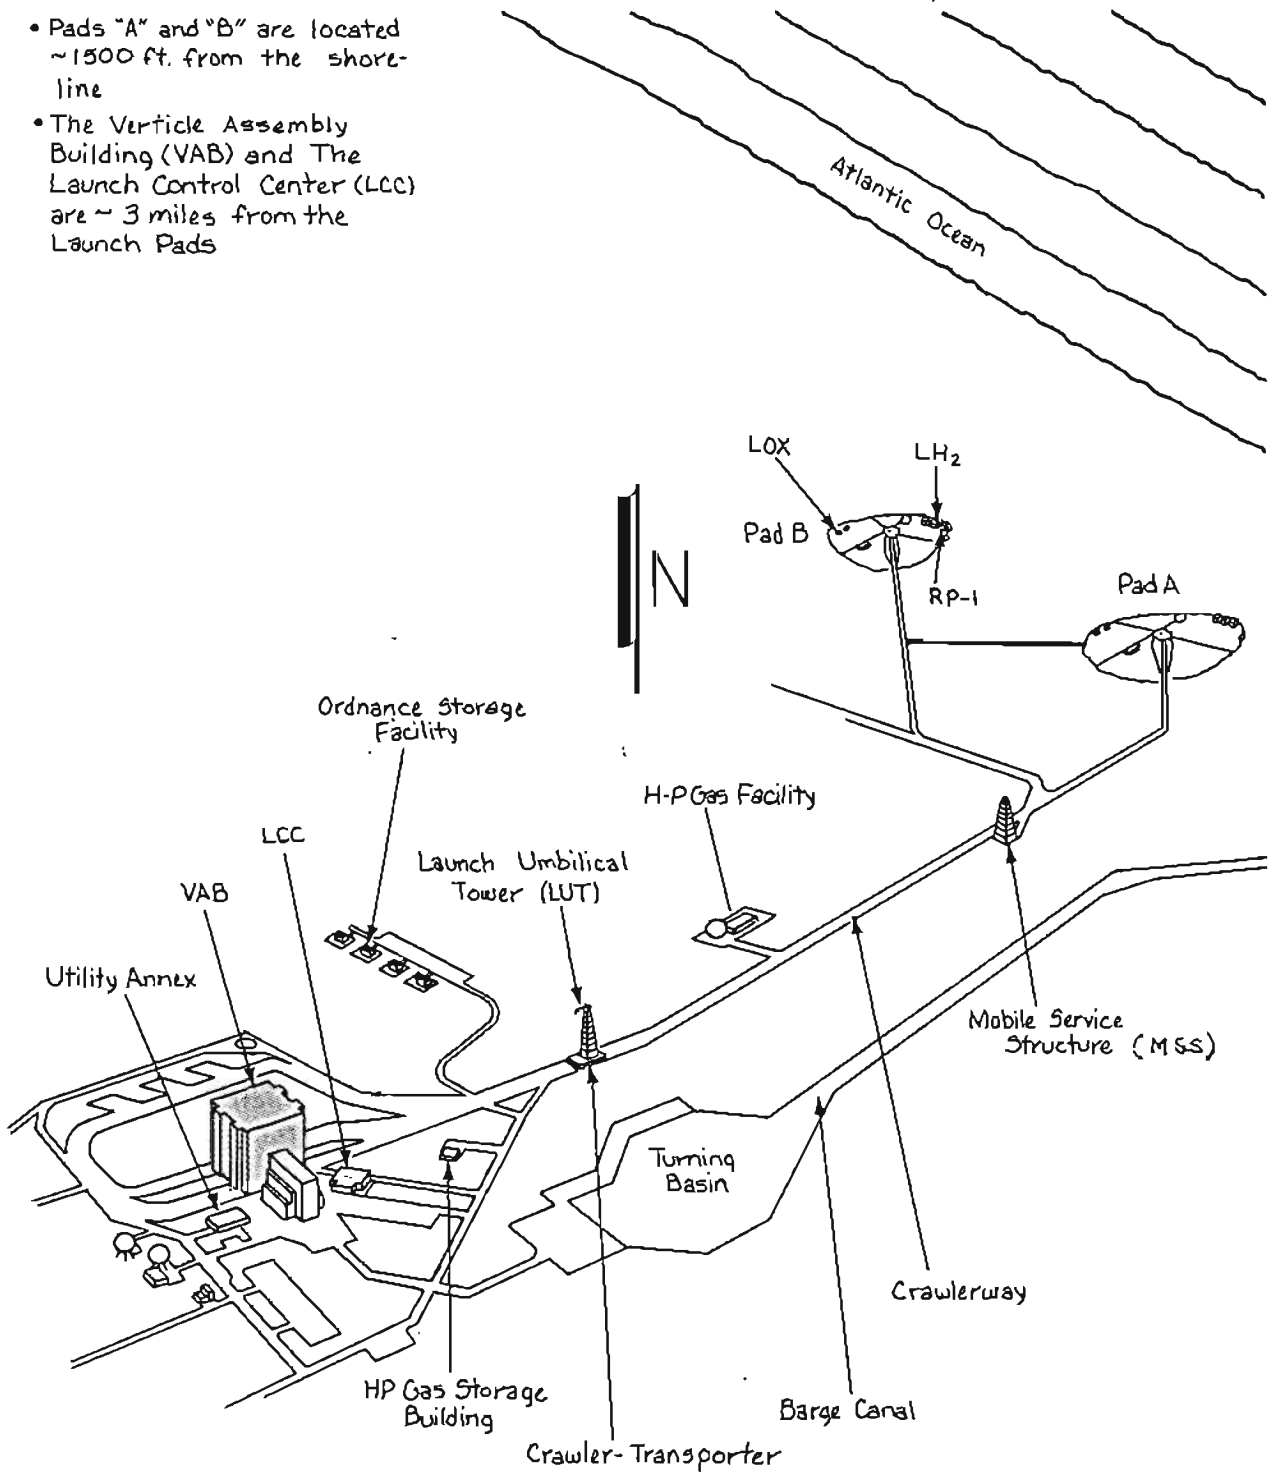 • Pads "A" and "B" are located
~1500 ft. from the shore-
line
• The Verticle Assembly
Building (VAB) and The
Launch Control Center (LCC)
are ~ 3 miles from the
Launch Pads
Atlantic Ocean
LOX
LH2
Pad B
RP-1
Pad A
N
Ordnance Storage
Facility
H-P Gas Facility
LCC
Launch Umbilical
Tower (LUT)
VAB
Utility Annex
Mobile Service
Structure (MSS)
Turning
Basin
Crawlerway
HP Gas Storage
Building
Barge Canal
Crawler-Transporter